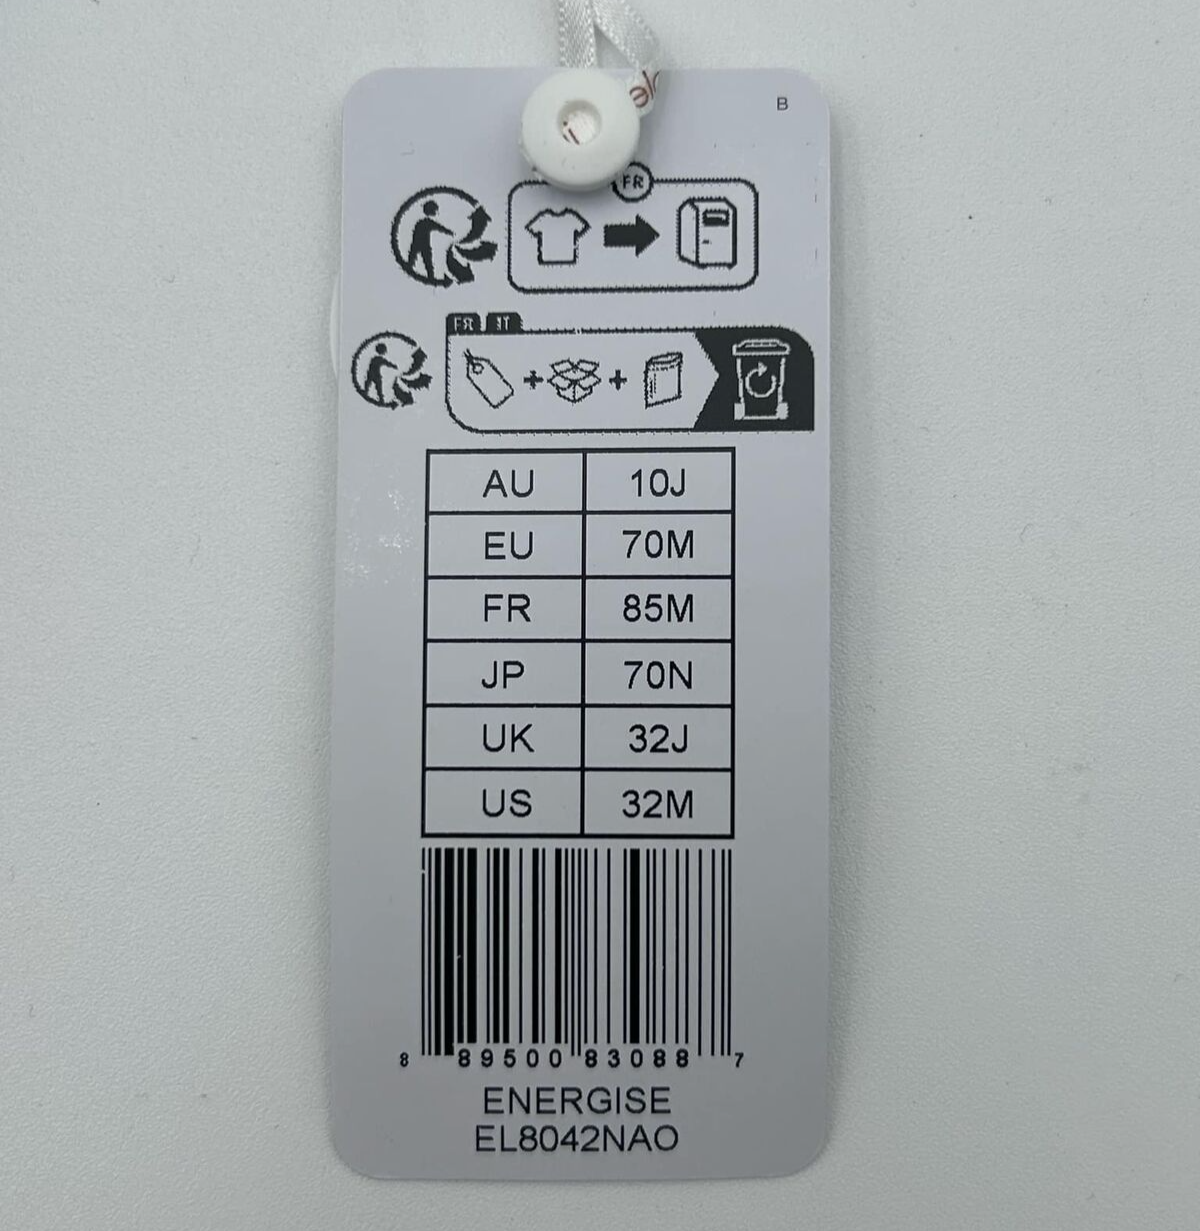 B
FR
FR IT
AU 10J
EU 70M
FR 85M
JP 70N
UK 32J
US 32M
8 89500 83088 7
ENERGISE
EL8042NAO